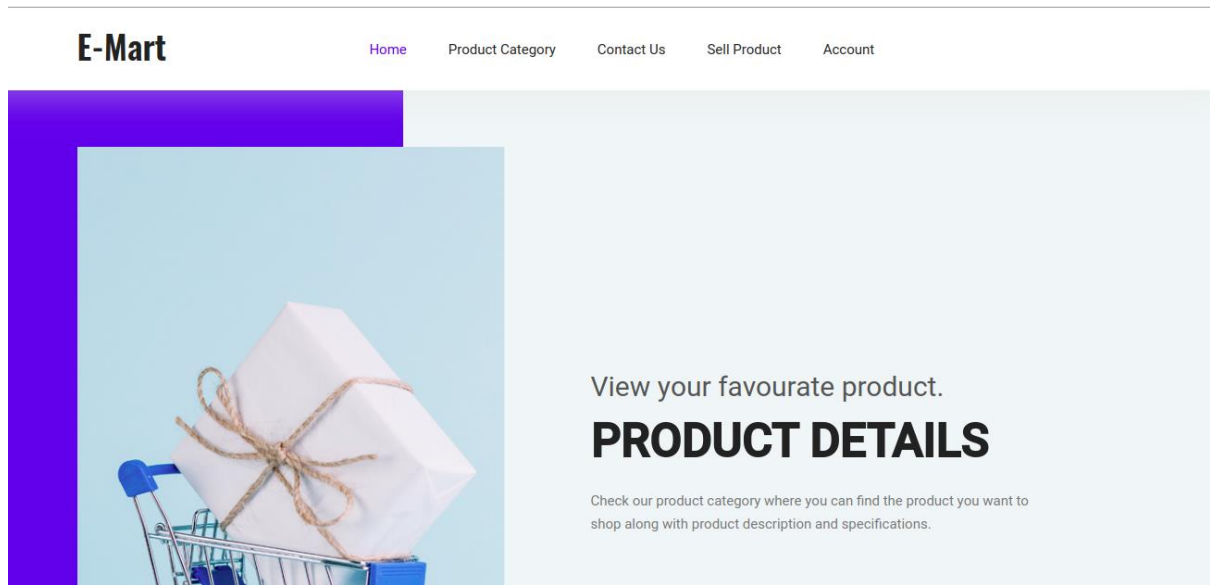 E-Mart
Home Product Category Contact Us Sell Product Account
View your favourate product.
PRODUCT DETAILS
Check our product category where you can find the product you want to
shop along with product description and specifications.